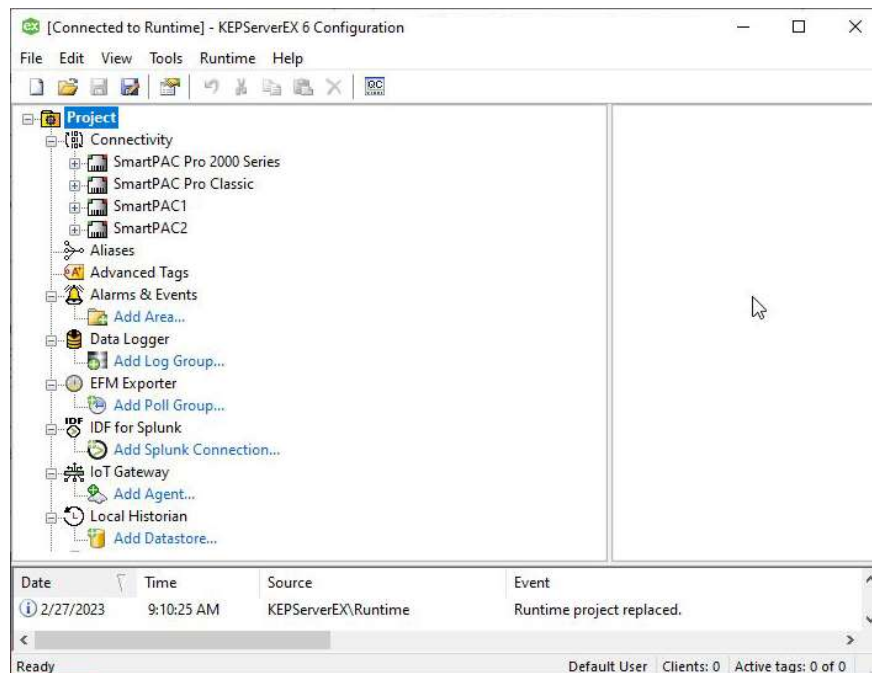 [Connected to Runtime] - KEPServerEX 6 Configuration
File Edit View Tools Runtime Help
Project
Connectivity
SmartPAC Pro 2000 Series
SmartPAC Pro Classic
SmartPAC1
SmartPAC2
Aliases
Advanced Tags
Alarms & Events
Add Area...
Data Logger
Add Log Group...
EFM Exporter
Add Poll Group...
IDF for Splunk
Add Splunk Connection...
IoT Gateway
Add Agent...
Local Historian
Add Datastore...
Date Time Source Event
2/27/2023 9:10:25 AM KEPServerEX\Runtime Runtime project replaced.
Ready Default User Clients: 0 Active tags: 0 of 0